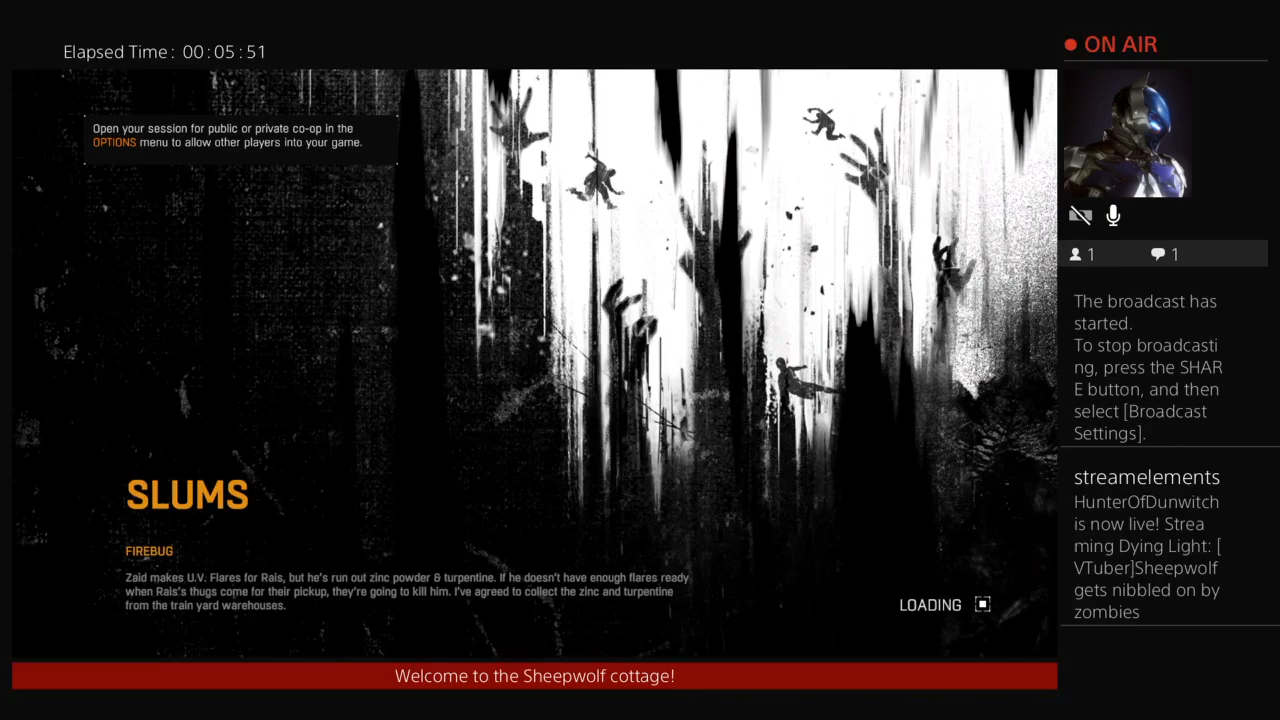 Elapsed Time: 00:05:51
ON AIR
Open your session for public or private co-op in the
OPTIONS menu to allow other players into your game.
1
1
The broadcast has
started.
To stop broadcasti
ng, press the SHAR
E button, and then
select [Broadcast
Settings].
streamelements
HunterOfDunwitch
is now live! Strea
ming Dying Light: [
VTuber]Sheepwolf
gets nibbled on by
zombies
SLUMS
FIREBUG
Zaid makes U.V. Flares for Rais, but he's run out zinc powder & turpentine. If he doesn't have enough flares ready
when Rais's thugs come for their pickup, they're going to kill him. I've agreed to collect the zinc and turpentine
from the train yard warehouses.
LOADING
Welcome to the Sheepwolf cottage!